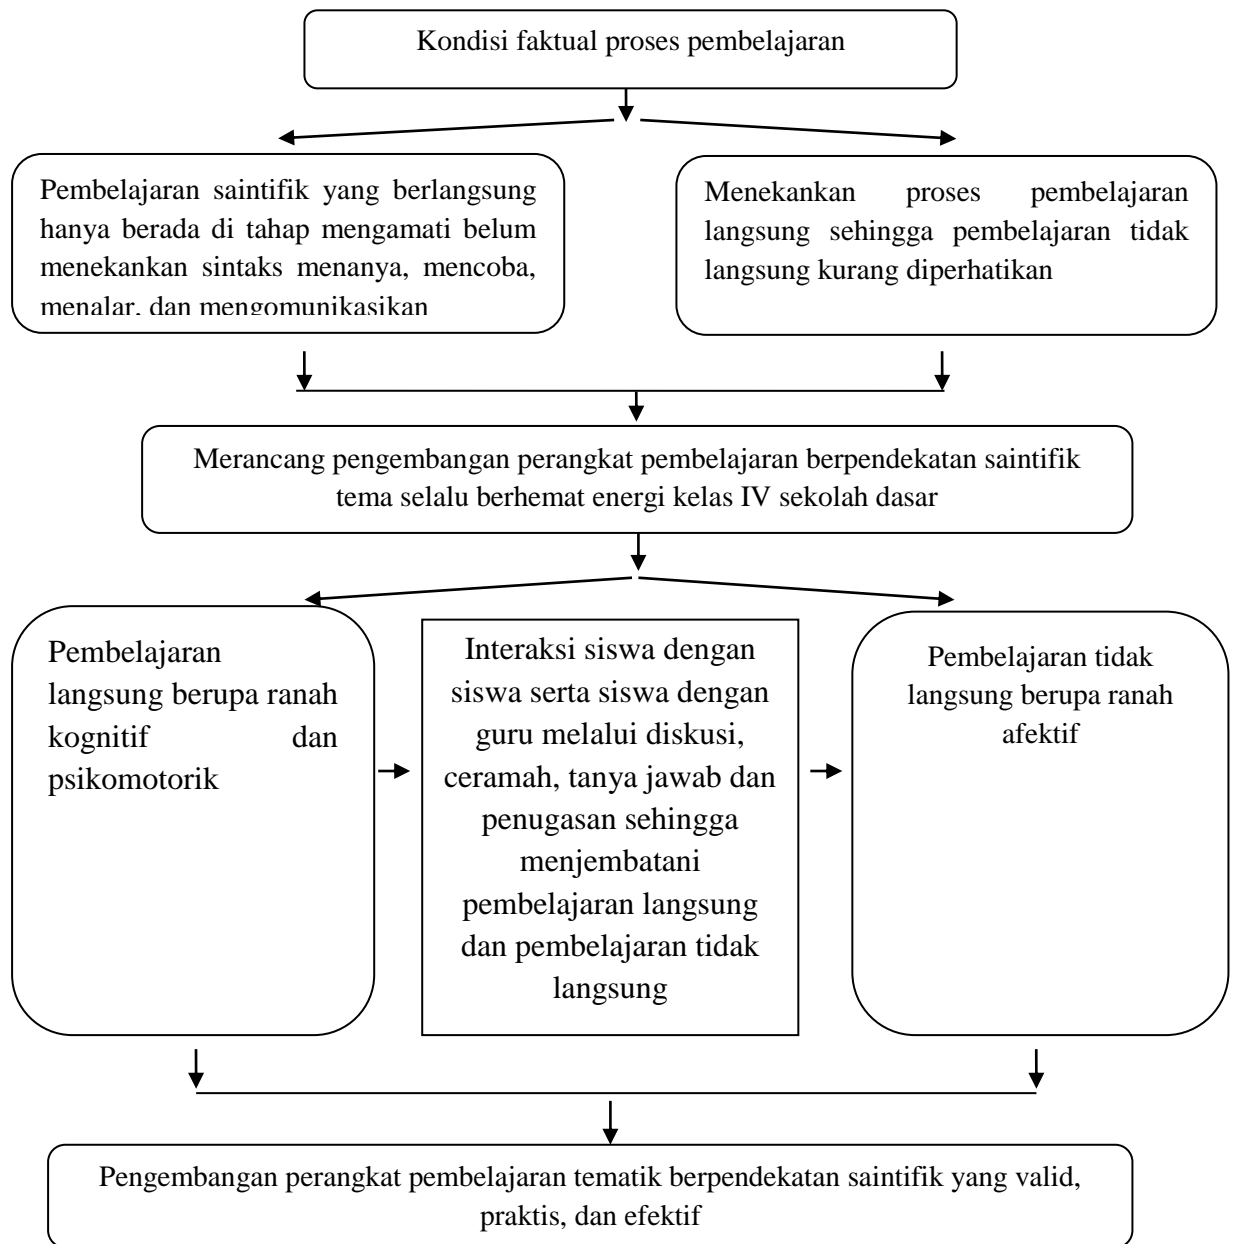 Kondisi faktual proses pembelajaran
Pembelajaran saintifik yang berlangsung
hanya berada di tahap mengamati belum
menekankan sintaks menanya, mencoba,
menalar, dan mengomunikasikan
Menekankan proses pembelajaran
langsung sehingga pembelajaran tidak
langsung kurang diperhatikan
Merancang pengembangan perangkat pembelajaran berpendekatan saintifik
tema selalu berhemat energi kelas IV sekolah dasar
Pembelajaran
langsung berupa ranah
kognitif dan
psikomotorik
Interaksi siswa dengan
siswa serta siswa dengan
guru melalui diskusi,
ceramah, tanya jawab dan
penugasan sehingga
menjembatani
pembelajaran langsung
dan pembelajaran tidak
langsung
Pembelajaran tidak
langsung berupa ranah
afektif
Pengembangan perangkat pembelajaran tematik berpendekatan saintifik yang valid,
praktis, dan efektif